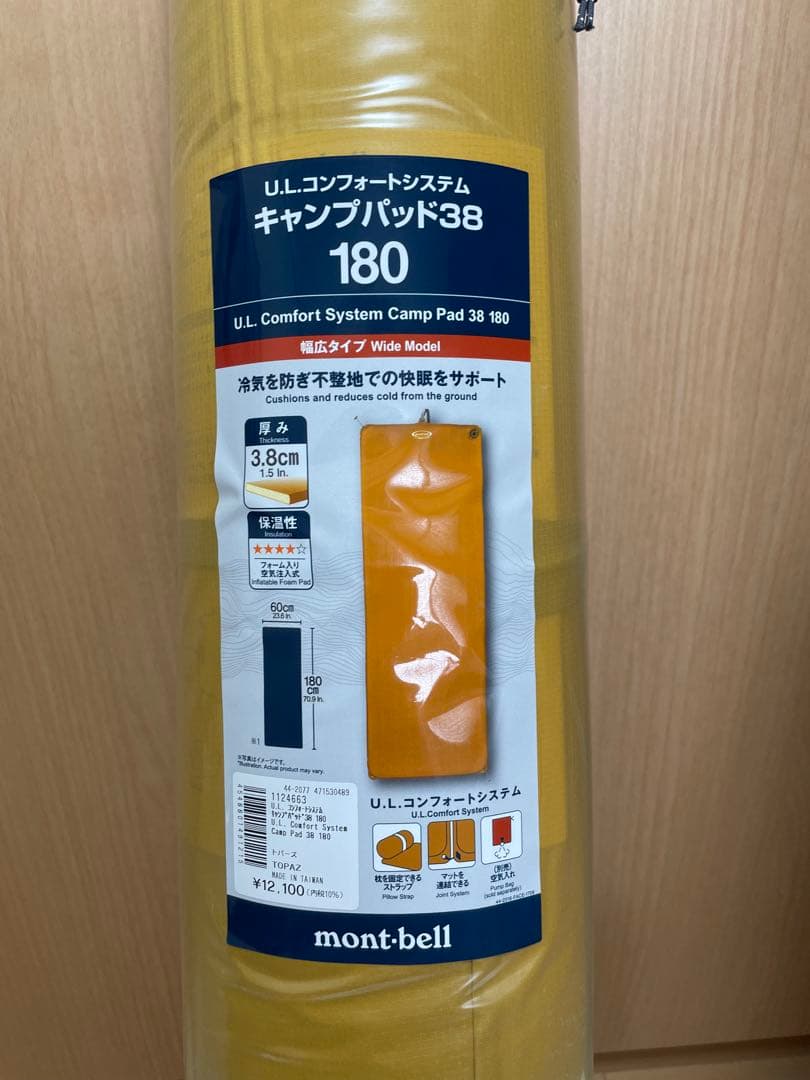 U.L.コンフォートシステム
キャンプパッド38
180
U.L. Comfort System Camp Pad 38 180
幅広タイプ Wide Model
冷気を防ぎ不整地での快眠をサポート
Cushions and reduces cold from the ground
厚み
Thickness
3.8cm
1.5 in.
保温性
Insulation
★★★★☆
フォーム入り
空気注入式
Inflatable Foam Pad
60cm
23.6 in.
180
cm
70.9 in.
※1
※写真はイメージです。
*Illustration. Actual product may vary.
44-2077 471530489
1124663
U.L. コンフォートシステム
キャンプパッド38 180
U.L. Comfort System
Camp Pad 38 180
トパーズ
TOPAZ
MADE IN TAIWAN
¥12,100(内税10%)
U.L.コンフォートシステム
U.L.Comfort System
枕を固定できる
ストラップ
Pillow Strap
マットを
連結できる
Joint System
(別売)
空気入れ
Pump Bag
(sold separately)
mont·bell